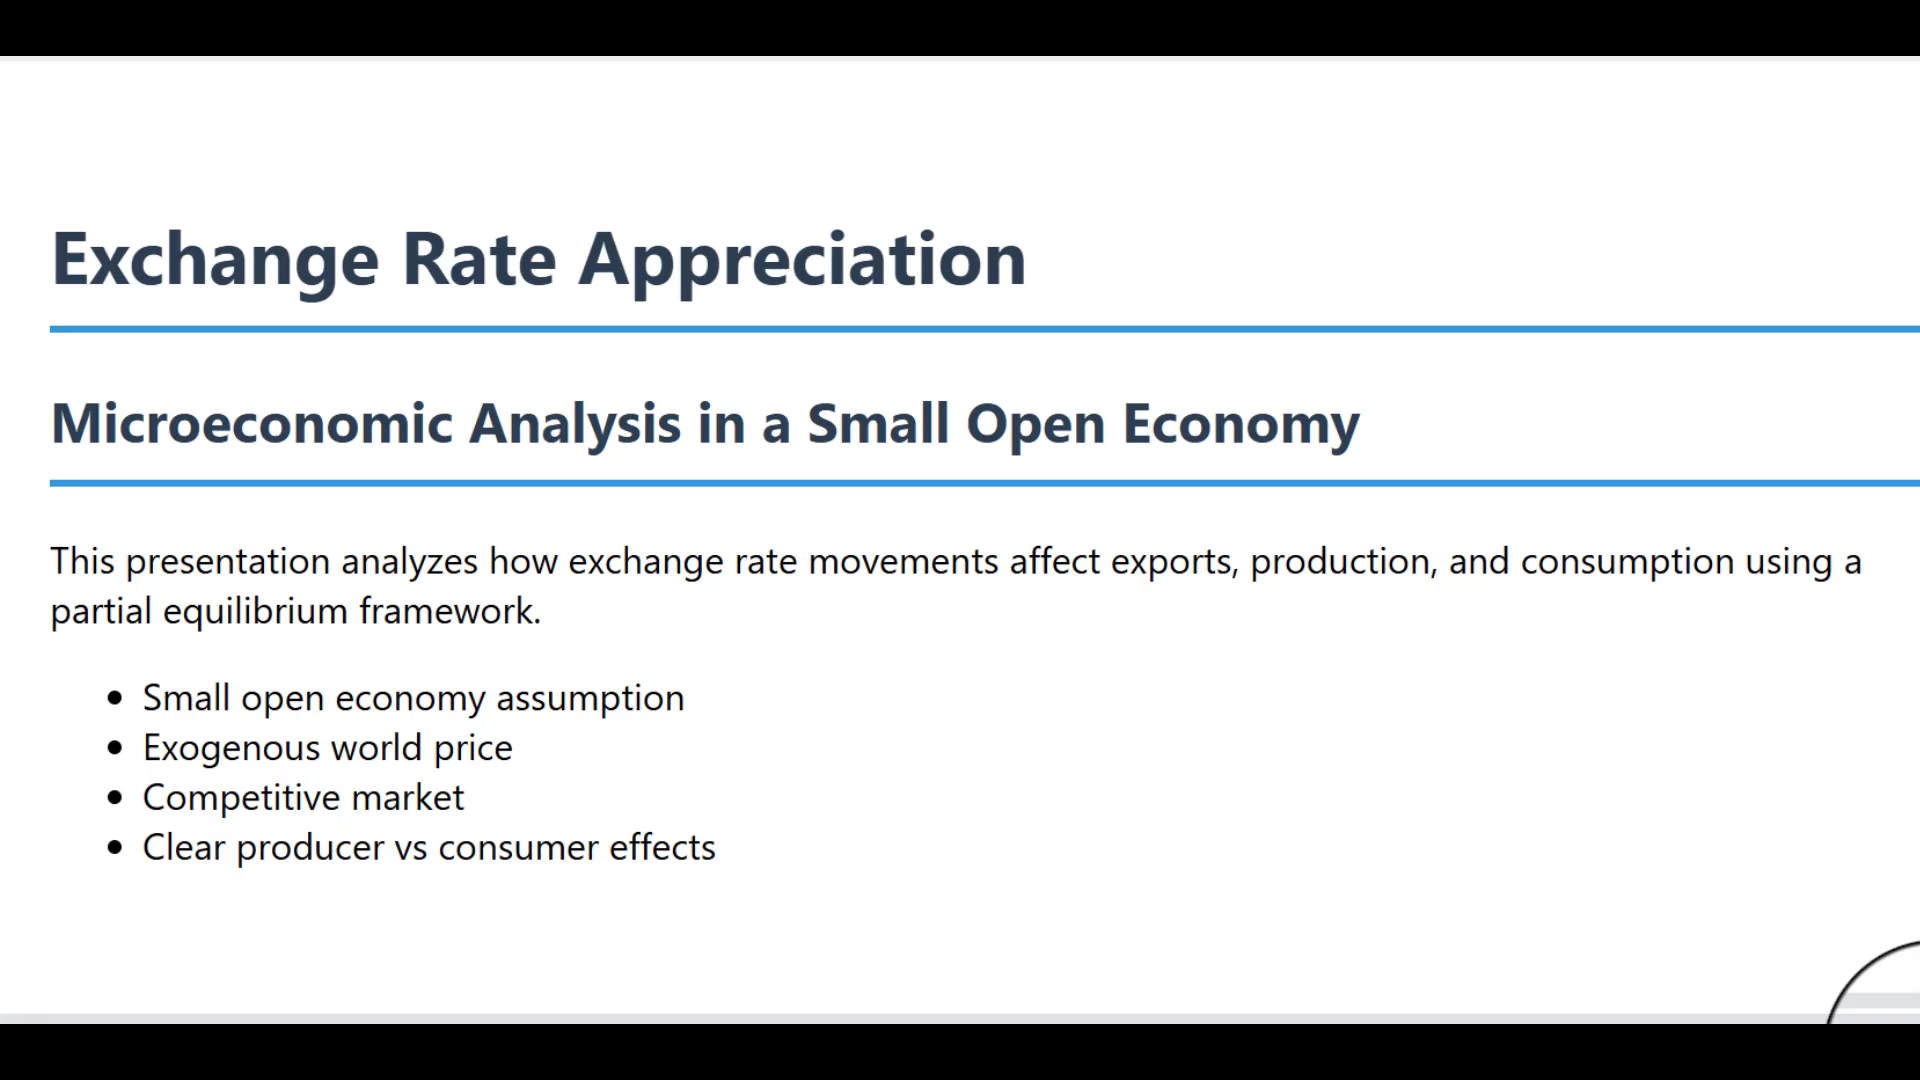 Exchange Rate Appreciation
Microeconomic Analysis in a Small Open Economy
This presentation analyzes how exchange rate movements affect exports, production, and consumption using a
partial equilibrium framework.
• Small open economy assumption
• Exogenous world price
• Competitive market
• Clear producer vs consumer effects